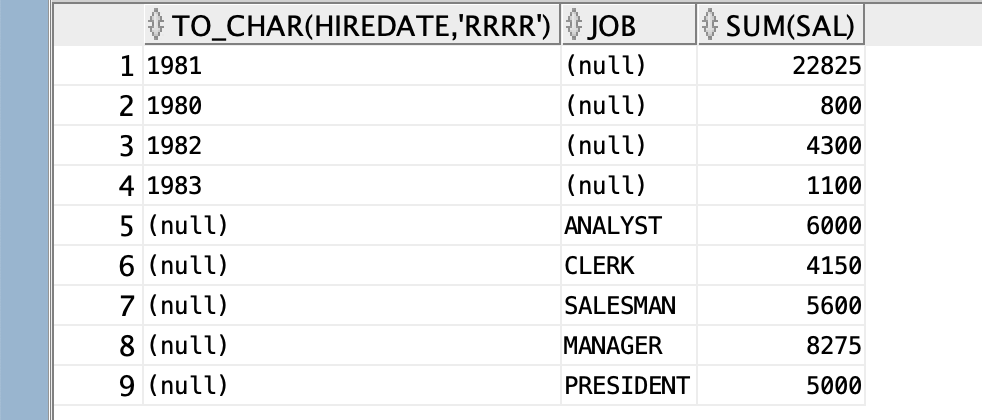 TO_CHAR(HIREDATE,'RRRR') JOB SUM(SAL)
1 1981 (null) 22825
2 1980 (null) 800
3 1982 (null) 4300
4 1983 (null) 1100
5 (null) ANALYST 6000
6 (null) CLERK 4150
7 (null) SALESMAN 5600
8 (null) MANAGER 8275
9 (null) PRESIDENT 5000